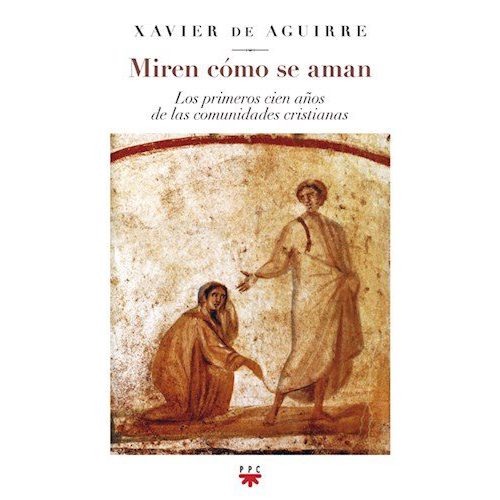 XAVIER DE AGUIRRE
Miren cómo se aman
Los primeros cien años
de las comunidades cristianas
PPC